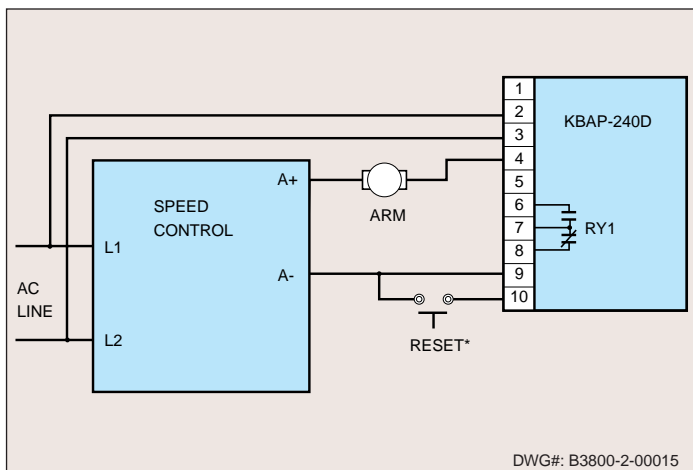 1
2
3
4
5
6
7
8
9
10
KBAP-240D
RY1
SPEED
CONTROL
A+
A-
L1
L2
AC
LINE
ARM
RESET*
DWG#: B3800-2-00015